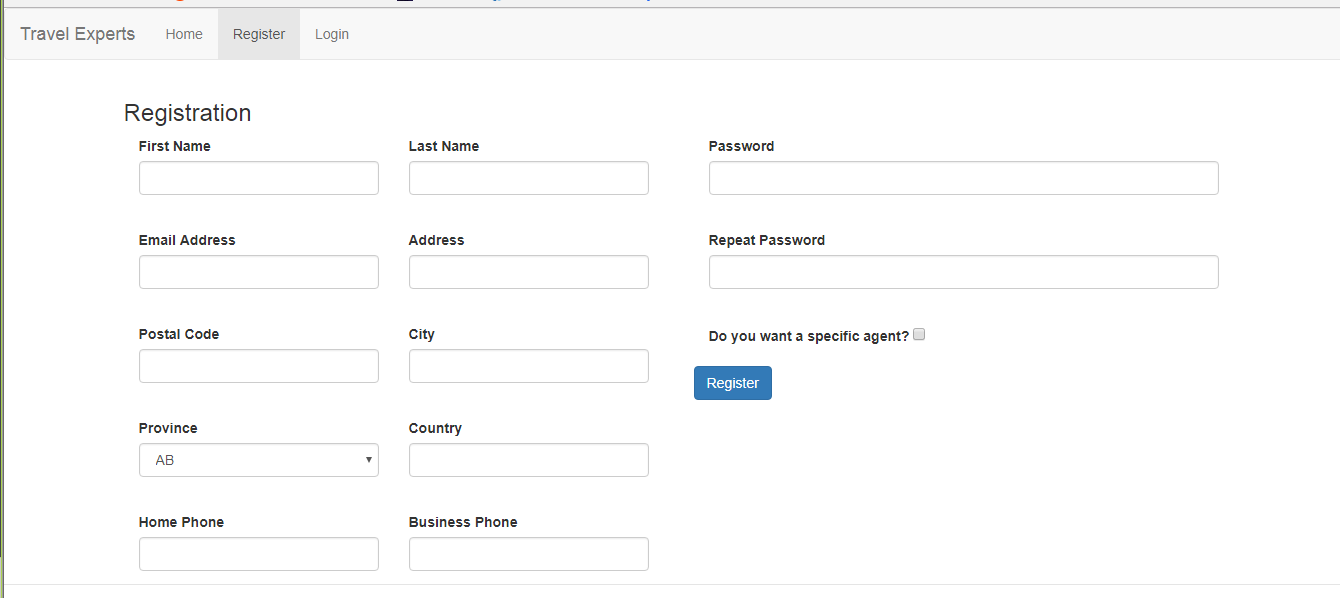 Travel Experts Home Register Login
Registration
First Name Last Name Password
Email Address Address Repeat Password
Postal Code City Do you want a specific agent?
Register
Province Country
AB
Home Phone Business Phone